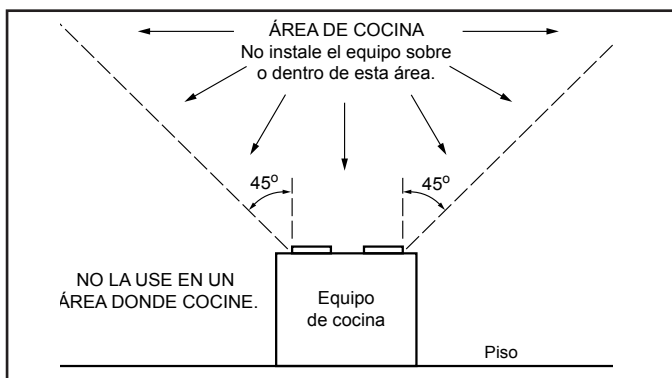 ÁREA DE COCINA
No instale el equipo sobre
o dentro de esta área.
45º
45º
NO LA USE EN UN
ÁREA DONDE COCINE.
Equipo
de cocina
Piso